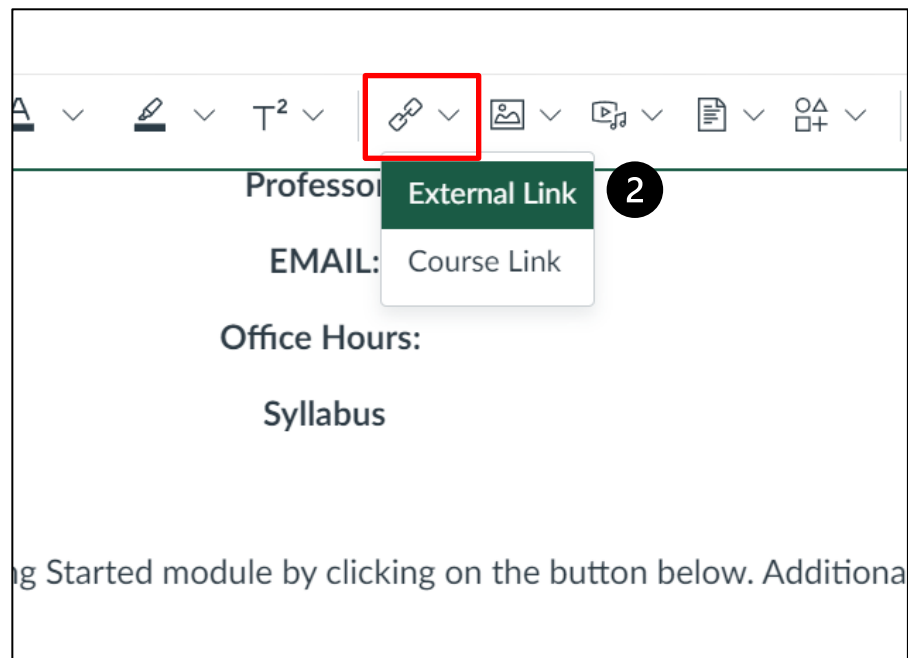 A
T²
External Link
2
Professor
EMAIL:
Course Link
Office Hours:
Syllabus
Started module by clicking on the button below.